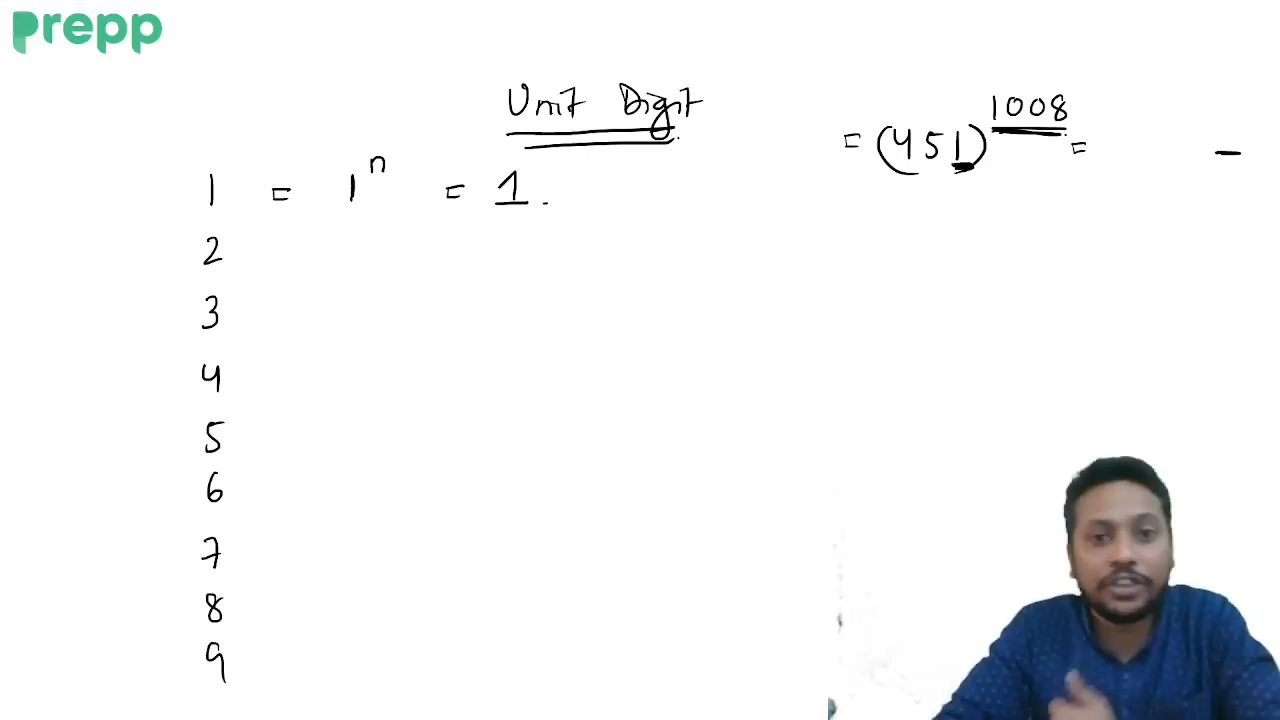 Prepp
Unit Digit
= (451)^1008 = –
1 = 1^n = 1.
2
3
4
5
6
7
8
9